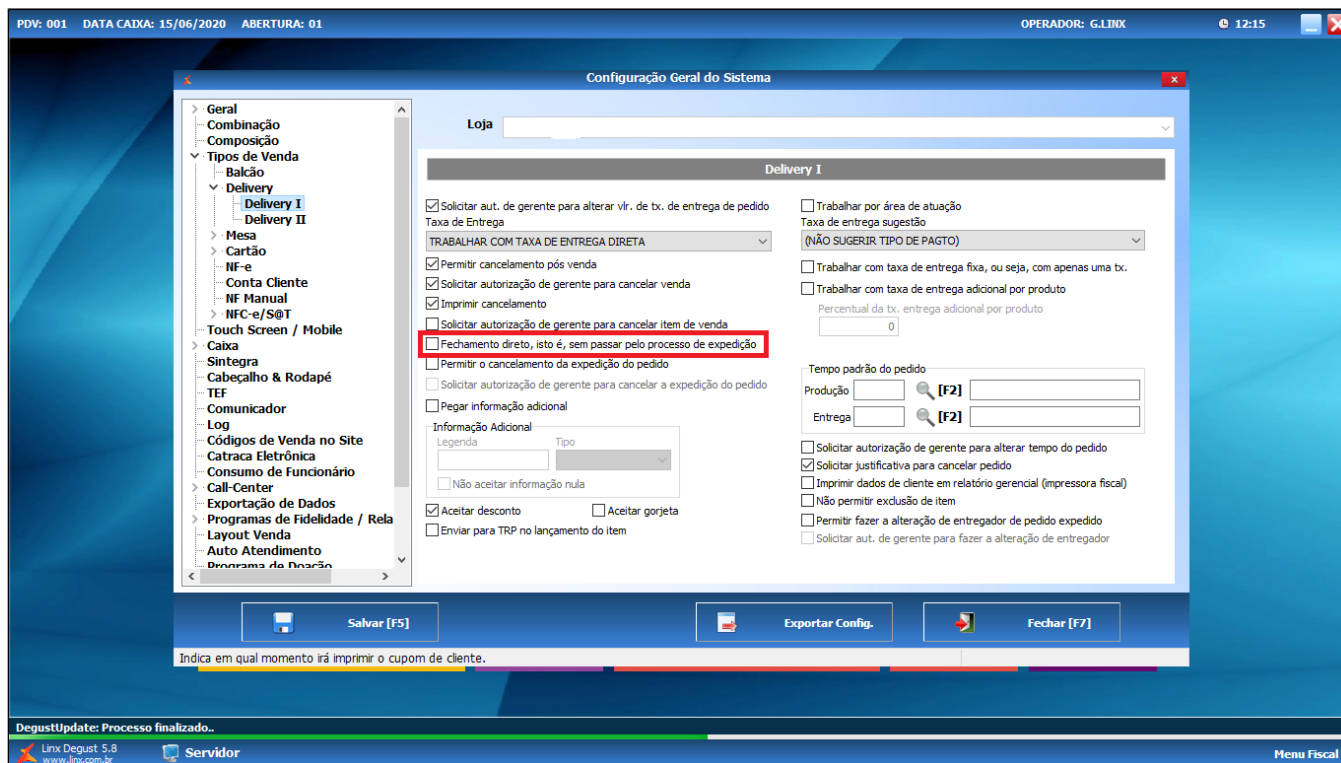 PDV: 001 DATA CAIXA: 15/06/2020 ABERTURA: 01 OPERADOR: G.LINX 12:15
Configuração Geral do Sistema
Geral
Combinação
Composição
Tipos de Venda
Balcão
Delivery
Delivery I
Delivery II
Mesa
Cartão
NF-e
Conta Cliente
NF Manual
NFC-e/S@T
Touch Screen / Mobile
Caixa
Sintegra
Cabeçalho & Rodapé
TEF
Comunicador
Log
Códigos de Venda no Site
Catraca Eletrônica
Consumo de Funcionário
Call-Center
Exportação de Dados
Programas de Fidelidade / Rela
Layout Venda
Auto Atendimento
Programa de Doação
Loja
Delivery I
Solicitar aut. de gerente para alterar vlr. de tx. de entrega de pedido
Taxa de Entrega
TRABALHAR COM TAXA DE ENTREGA DIRETA
Permitir cancelamento pós venda
Solicitar autorização de gerente para cancelar venda
Imprimir cancelamento
Solicitar autorização de gerente para cancelar item de venda
Fechamento direto, isto é, sem passar pelo processo de expedição
Permitir o cancelamento da expedição do pedido
Solicitar autorização de gerente para cancelar a expedição do pedido
Pegar informação adicional
Informação Adicional
Legenda Tipo
Não aceitar informação nula
Aceitar desconto Aceitar gorjeta
Enviar para TRP no lançamento do item
Trabalhar por área de atuação
Taxa de entrega sugestão
(NÃO SUGERIR TIPO DE PAGTO)
Trabalhar com taxa de entrega fixa, ou seja, com apenas uma tx.
Trabalhar com taxa de entrega adicional por produto
Percentual da tx. entrega adicional por produto
0
Tempo padrão do pedido
Produção [F2]
Entrega [F2]
Solicitar autorização de gerente para alterar tempo do pedido
Solicitar justificativa para cancelar pedido
Imprimir dados de cliente em relatório gerencial (impressora fiscal)
Não permitir exclusão de item
Permitir fazer a alteração de entregador de pedido expedido
Solicitar aut. de gerente para fazer a alteração de entregador
Salvar [F5] Exportar Config. Fechar [F7]
Indica em qual momento irá imprimir o cupom de cliente.
DegustUpdate: Processo finalizado..
Linx Degust 5.8
www.linx.com.br
Servidor
Menu Fiscal